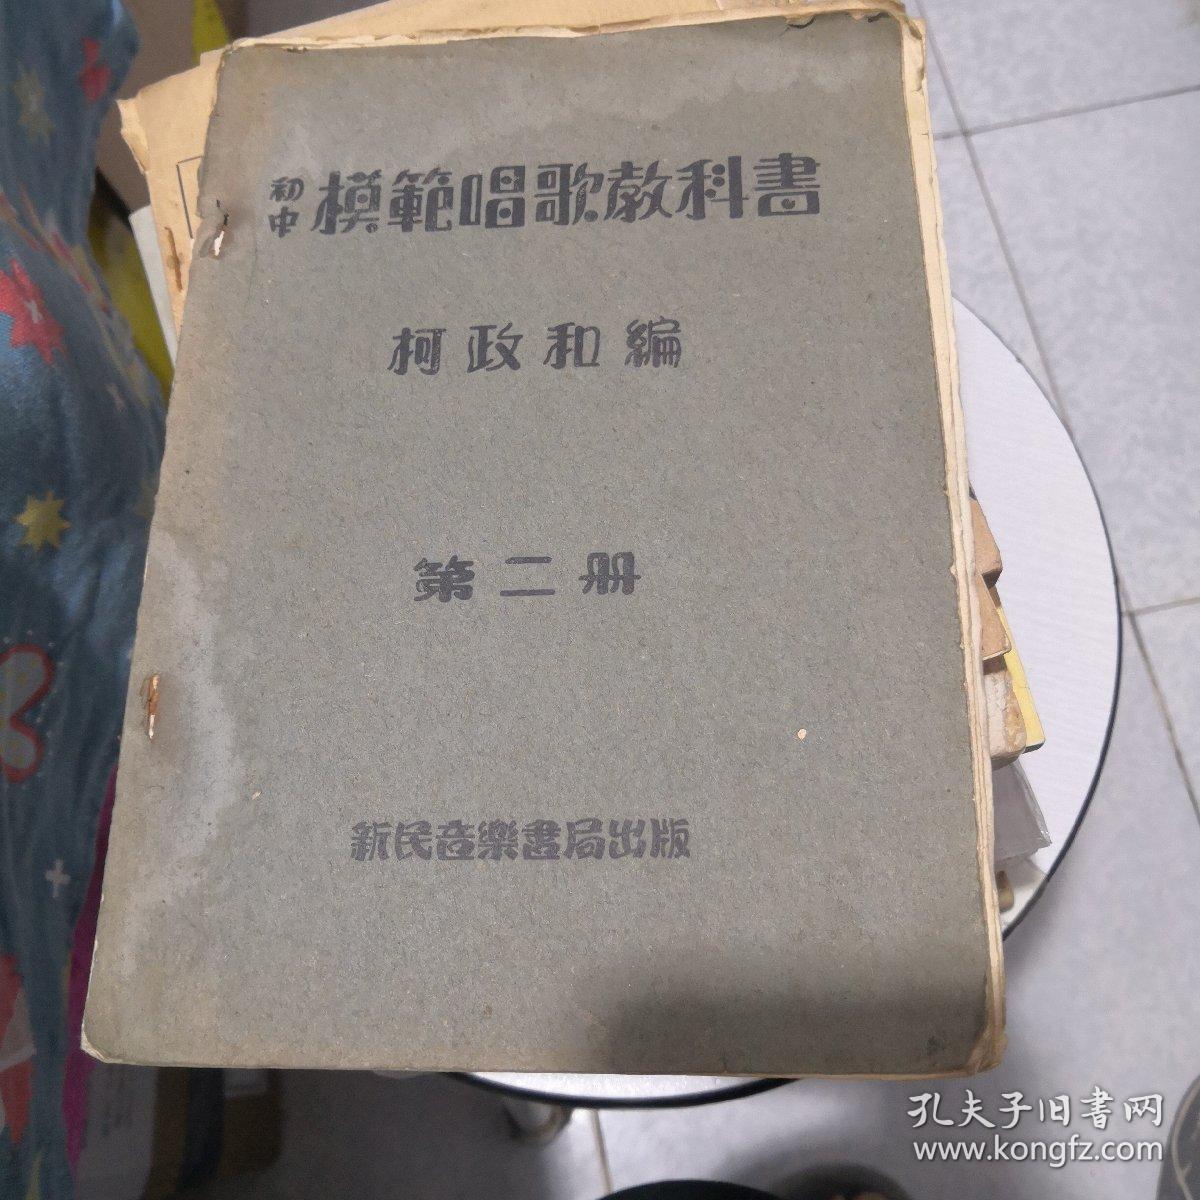 初中模範唱歌教科書
柯政和編
第二册
新民音樂書局出版
孔夫子旧书网
www.kongfz.com